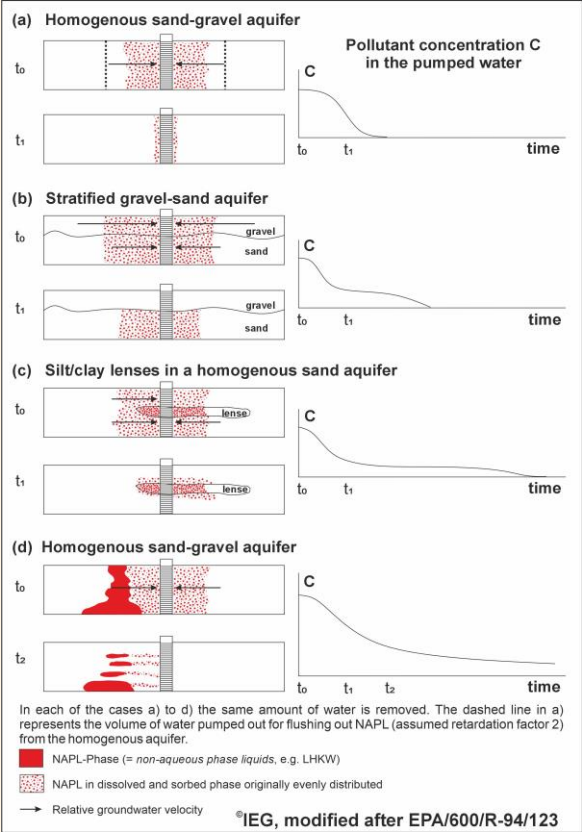 (a) Homogenous sand-gravel aquifer
Pollutant concentration C
in the pumped water
t₀
t₁
C
t₀ t₁ time
(b) Stratified gravel-sand aquifer
t₀
gravel
sand
t₁
gravel
sand
C
t₀ t₁ time
(c) Silt/clay lenses in a homogenous sand aquifer
t₀
lense
t₁
lense
C
t₀ t₁ time
(d) Homogenous sand-gravel aquifer
t₀
t₂
C
t₀ t₁ t₂ time
In each of the cases a) to d) the same amount of water is removed. The dashed line in a)
represents the volume of water pumped out for flushing out NAPL (assumed retardation factor 2)
from the homogenous aquifer.
NAPL-Phase (= non-aqueous phase liquids, e.g. LHKW)
NAPL in dissolved and sorbed phase originally evenly distributed
Relative groundwater velocity
©IEG, modified after EPA/600/R-94/123